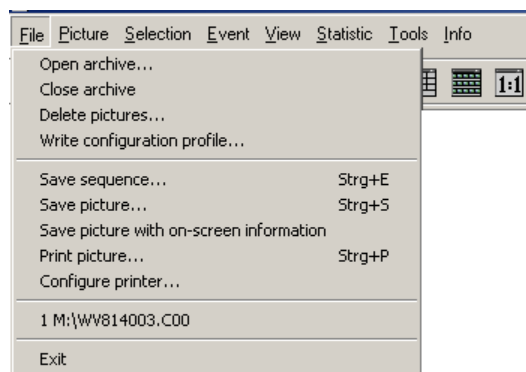 File Picture Selection Event View Statistic Tools Info
Open archive...
Close archive
Delete pictures...
Write configuration profile...
1:1
Save sequence... Strg+E
Save picture... Strg+S
Save picture with on-screen information
Print picture... Strg+P
Configure printer...
1 M:\WV814003.C00
Exit